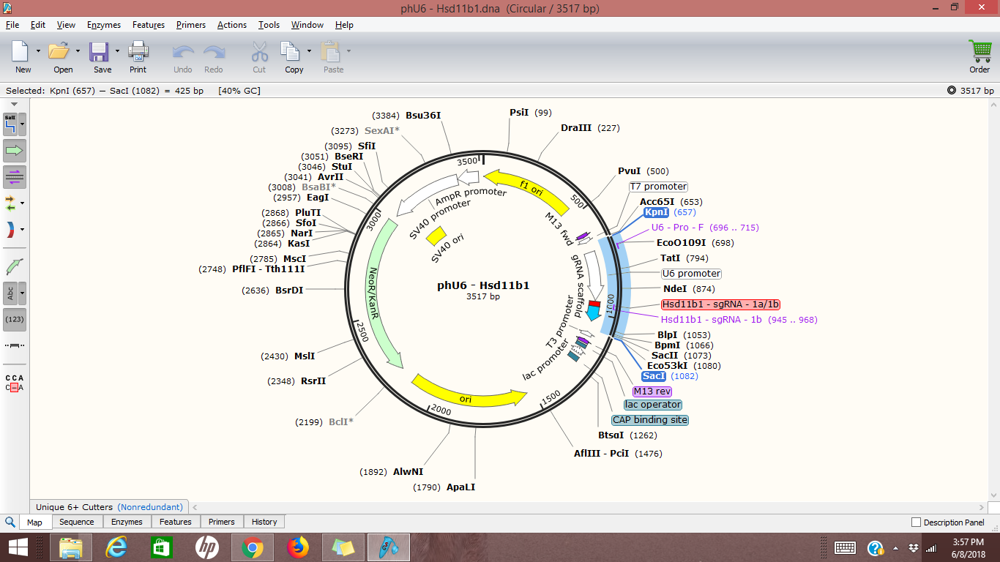 phU6 - Hsd11b1.dna  (Circular / 3517 bp)
File Edit View Enzymes Features Primers Actions Tools Window Help
New Open Save Print Undo Redo Cut Copy Paste Order
Selected: KpnI (657) – SacI (1082) = 425 bp [40% GC] 3517 bp
SalI
Abc
(123)
C C A
C – A
(3384) Bsu36I
(3273) SexAI*
(3095) SfiI
(3051) BseRI
(3046) StuI
(3041) AvrII
(3008) BsaBI*
(2957) EagI
(2868) PluTI
(2866) SfoI
(2865) NarI
(2864) KasI
(2785) MscI
(2748) PflFI - Tth111I
(2636) BsrDI
(2430) MslI
(2348) RsrII
(2199) BclI*
(1892) AlwNI
(1790) ApaLI
PsiI (99)
DraIII (227)
PvuI (500)
T7 promoter
Acc65I (653)
KpnI (657)
U6 - Pro - F (696 .. 715)
EcoO109I (698)
TatI (794)
U6 promoter
NdeI (874)
Hsd11b1 - sgRNA - 1a/1b
Hsd11b1 - sgRNA - 1b (945 .. 968)
BlpI (1053)
BpmI (1066)
SacII (1073)
Eco53kI (1080)
SacI (1082)
M13 rev
lac operator
CAP binding site
BtsαI (1262)
AflIII - PciI (1476)
3500
500
1000
1500
2000
2500
3000
f1 ori
AmpR promoter
SV40 promoter
SV40 ori
M13 fwd
gRNA scaffold
T3 promoter
lac promoter
NeoR/KanR
ori
phU6 - Hsd11b1
3517 bp
Unique 6+ Cutters (Nonredundant)
Map Sequence Enzymes Features Primers History Description Panel
hp
3:57 PM
6/8/2018